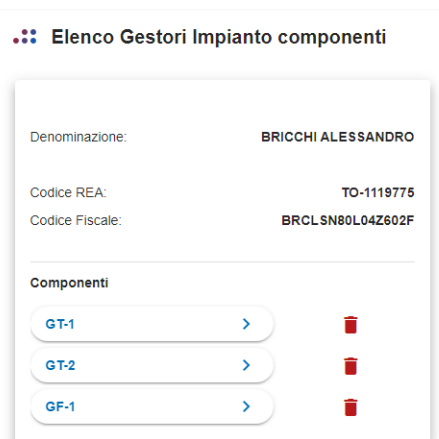 Elenco Gestori Impianto componenti
Denominazione: BRICCHI ALESSANDRO
Codice REA: TO-1119775
Codice Fiscale: BRCLSN80L04Z602F
Componenti
GT-1
GT-2
GF-1